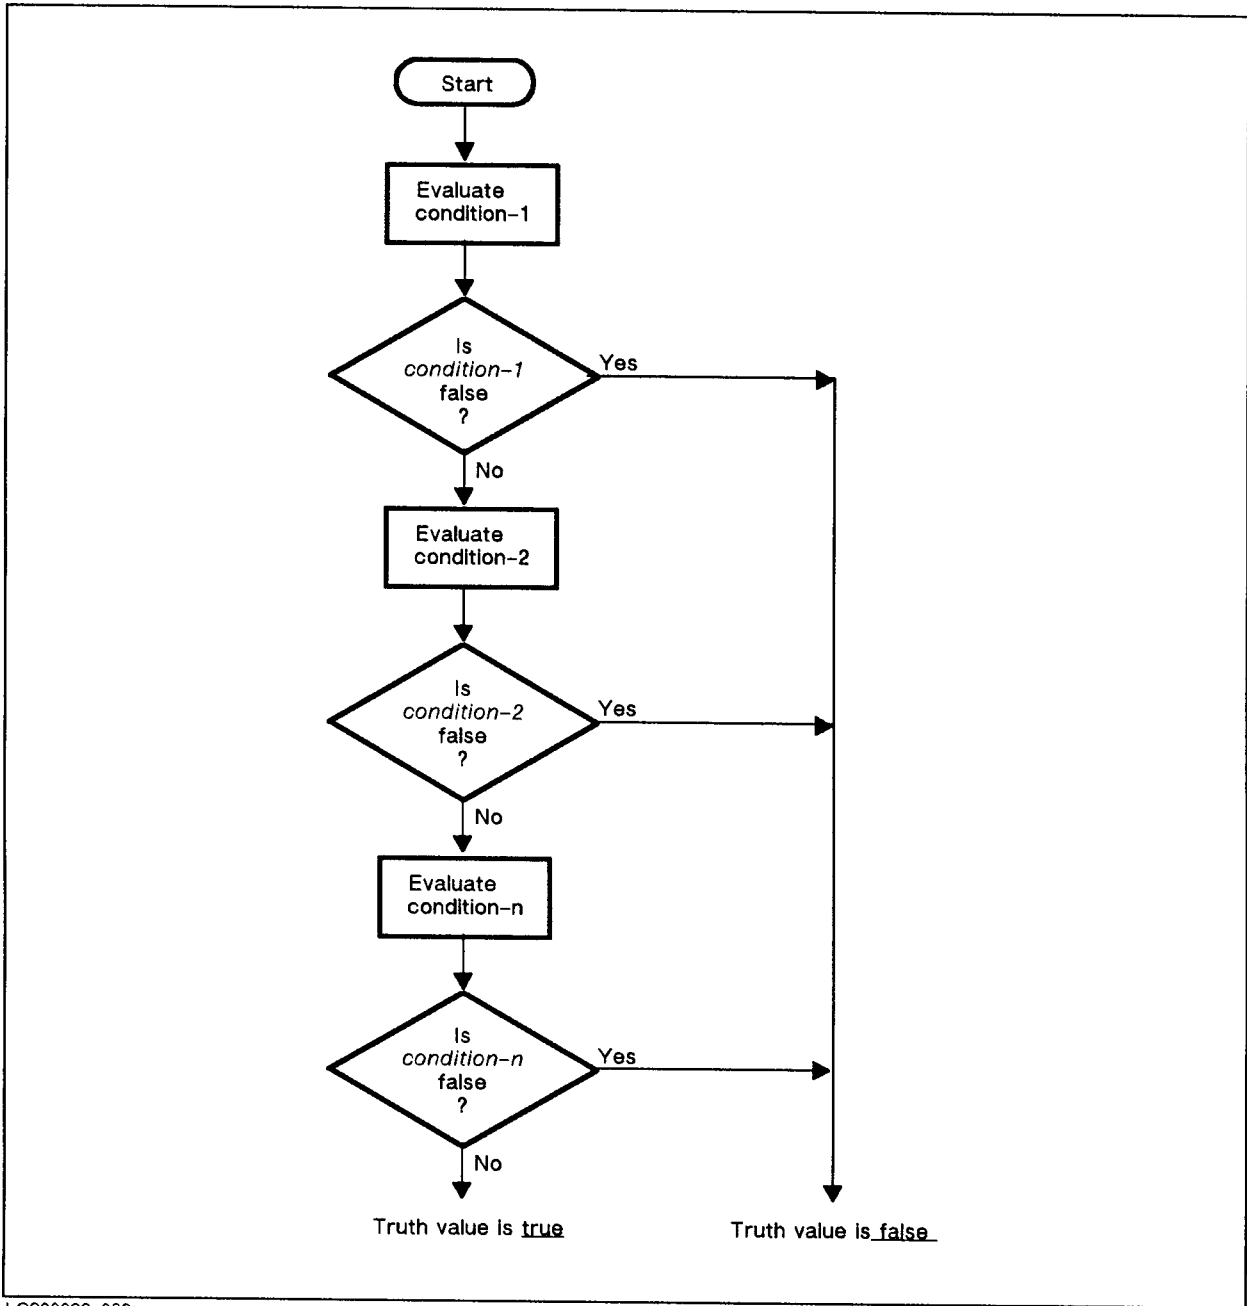 Start
Evaluate
condition-1
Is
condition-1
false
?
Yes
No
Evaluate
condition-2
Is
condition-2
false
?
Yes
No
Evaluate
condition-n
Is
condition-n
false
?
Yes
No
Truth value is true
Truth value is false